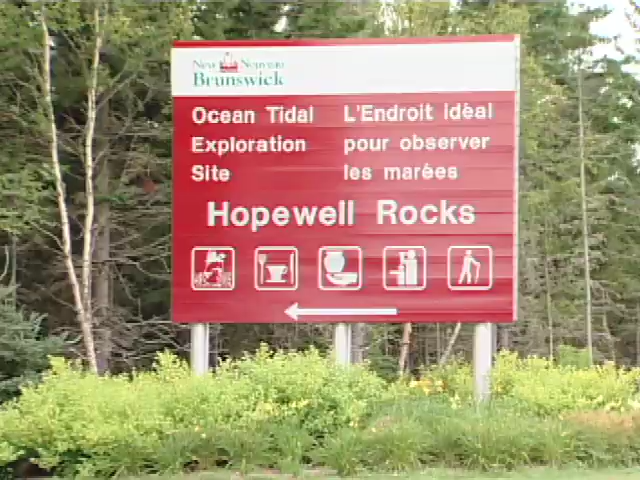 New Nouveau
Brunswick
Ocean Tidal
Exploration
Site
L'Endroit idéal
pour observer
les marées
Hopewell Rocks